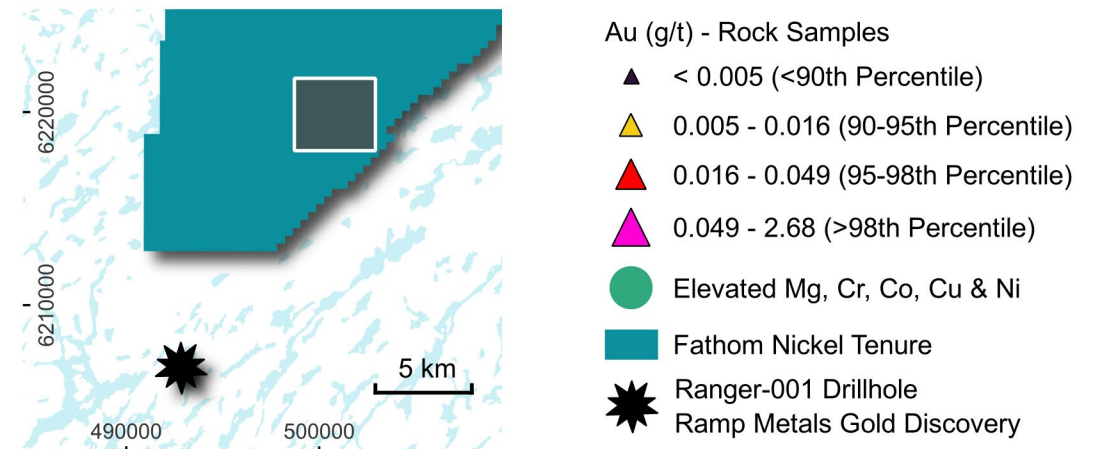 6220000
6210000
5 km
490000
500000
Au (g/t) - Rock Samples
< 0.005 (<90th Percentile)
0.005 - 0.016 (90-95th Percentile)
0.016 - 0.049 (95-98th Percentile)
0.049 - 2.68 (>98th Percentile)
Elevated Mg, Cr, Co, Cu & Ni
Fathom Nickel Tenure
Ranger-001 Drillhole
Ramp Metals Gold Discovery